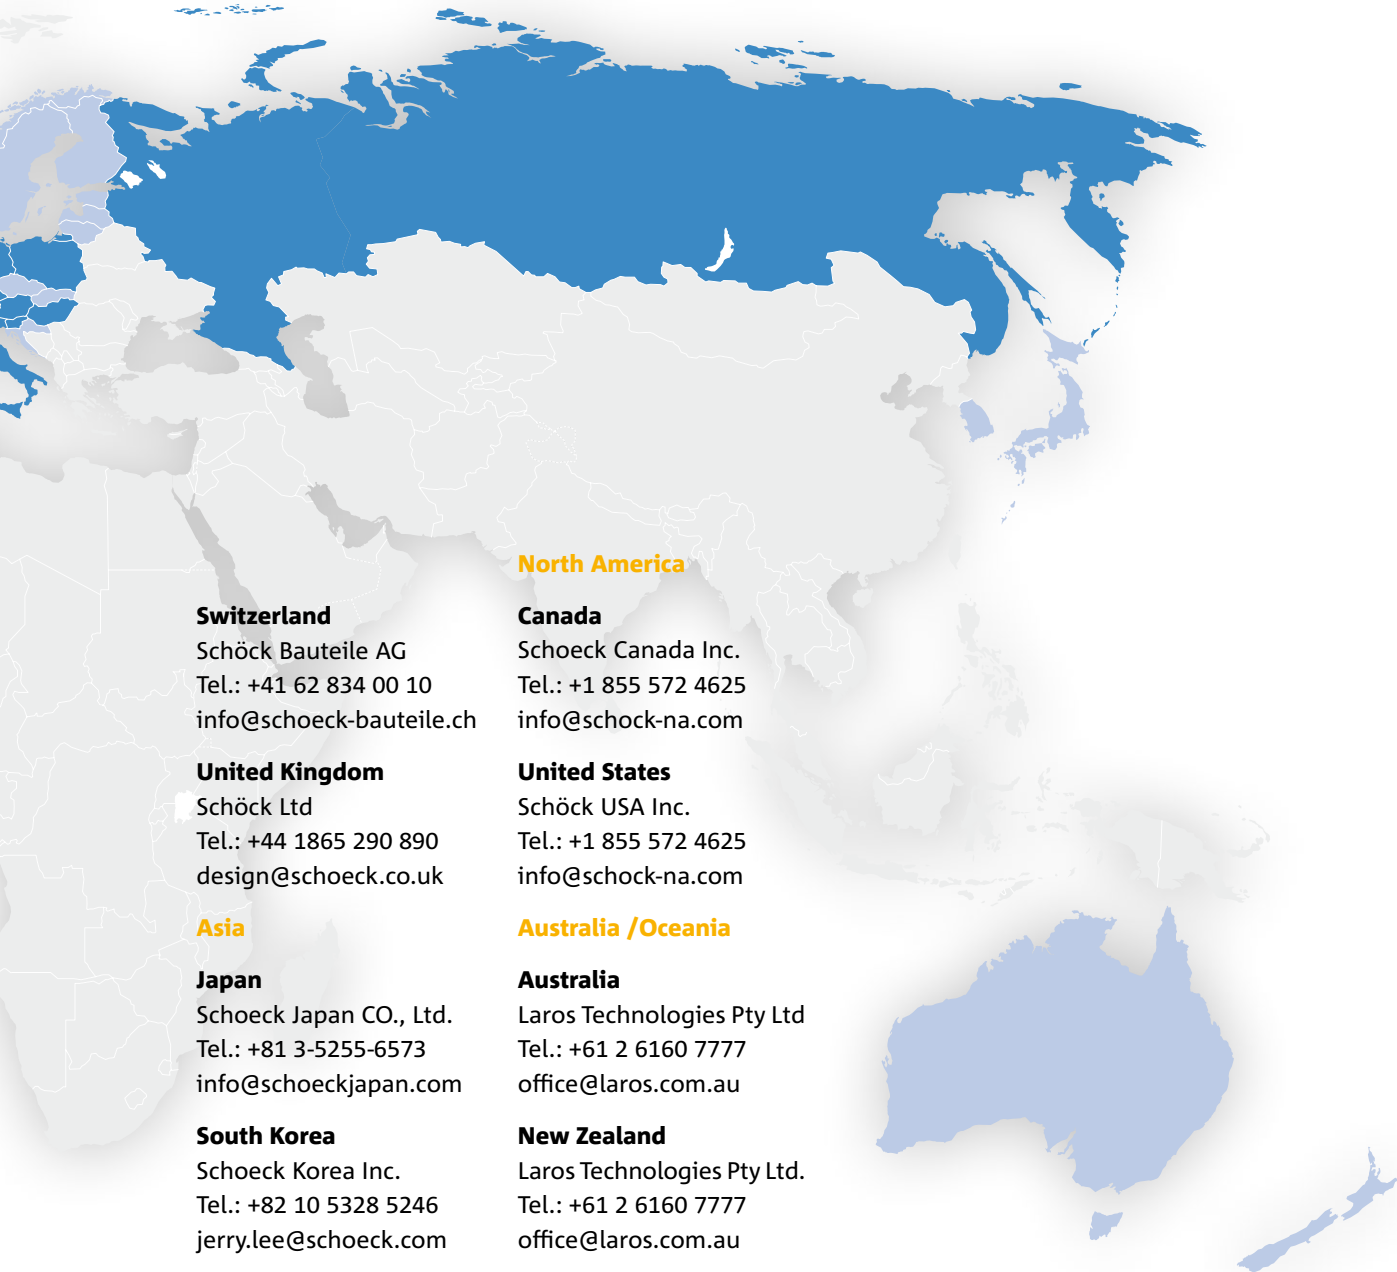 Switzerland
Schöck Bauteile AG
Tel.: +41 62 834 00 10
info@schoeck-bauteile.ch
United Kingdom
Schöck Ltd
Tel.: +44 1865 290 890
design@schoeck.co.uk
Asia
Japan
Schoeck Japan CO., Ltd.
Tel.: +81 3-5255-6573
info@schoeckjapan.com
South Korea
Schoeck Korea Inc.
Tel.: +82 10 5328 5246
jerry.lee@schoeck.com
North America
Canada
Schoeck Canada Inc.
Tel.: +1 855 572 4625
info@schock-na.com
United States
Schöck USA Inc.
Tel.: +1 855 572 4625
info@schock-na.com
Australia /Oceania
Australia
Laros Technologies Pty Ltd
Tel.: +61 2 6160 7777
office@laros.com.au
New Zealand
Laros Technologies Pty Ltd.
Tel.: +61 2 6160 7777
office@laros.com.au